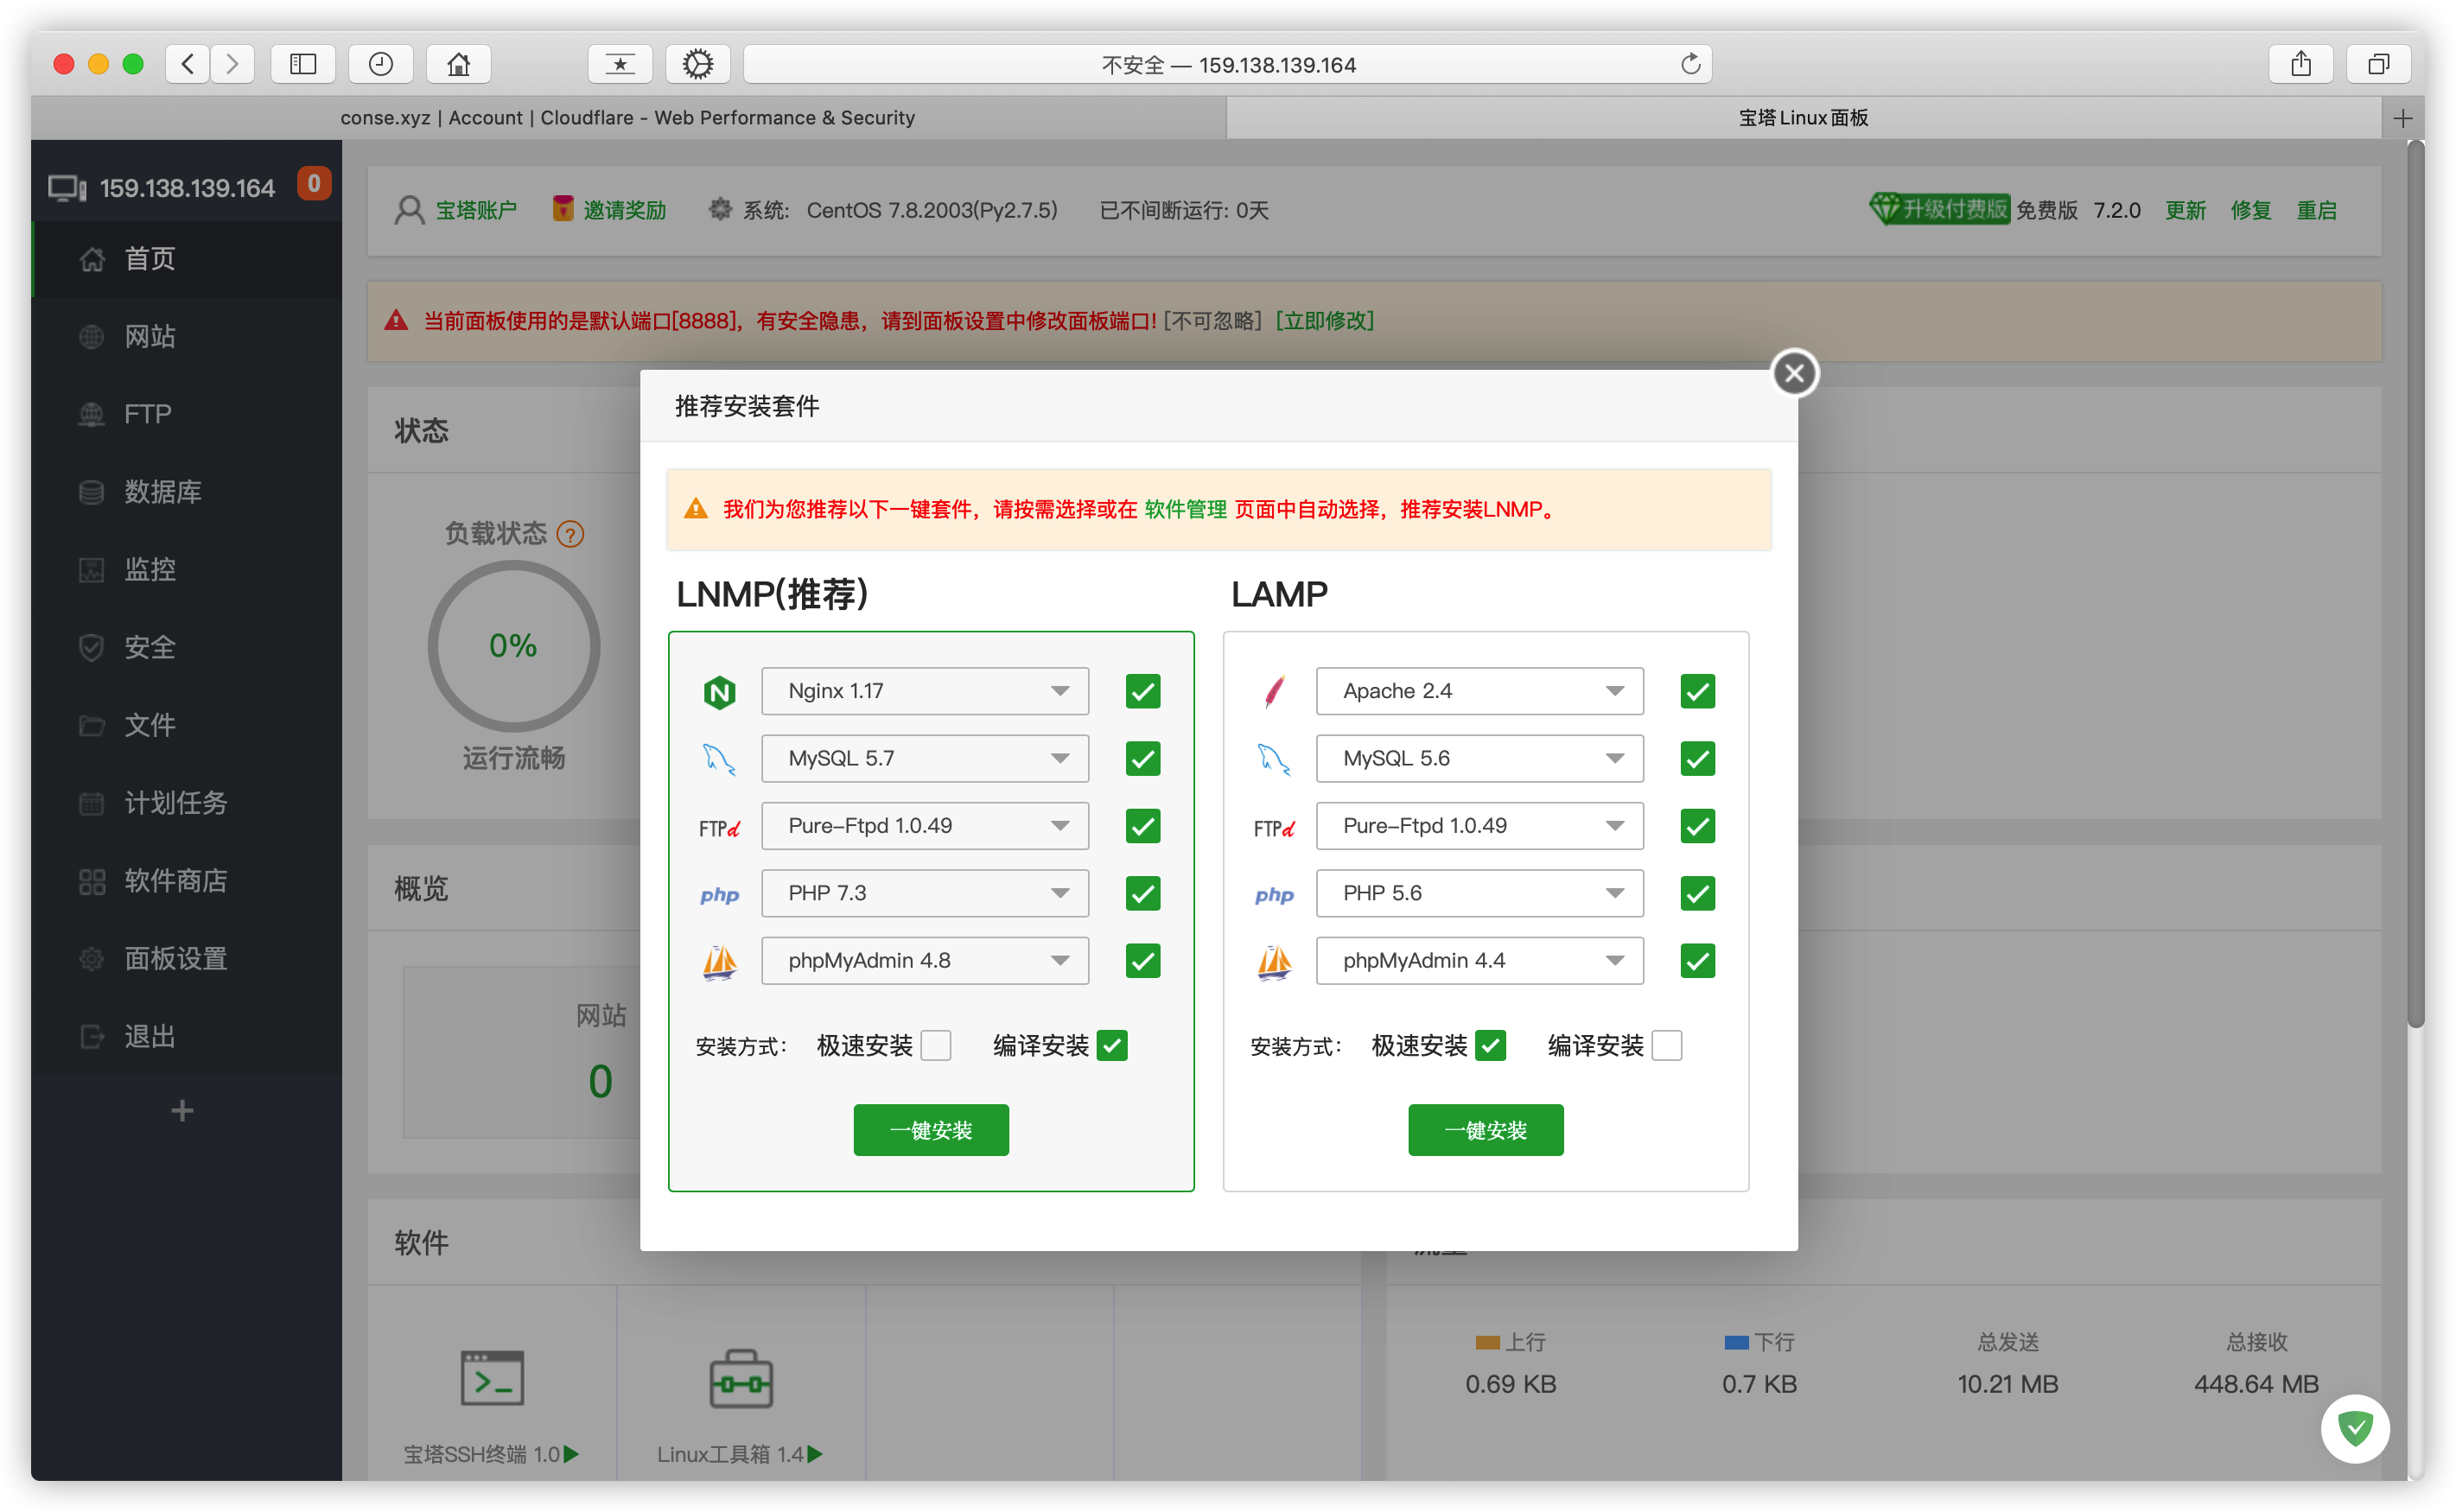 不安全 — 159.138.139.164
conse.xyz | Account | Cloudflare - Web Performance & Security
宝塔 Linux 面板
159.138.139.164
0
宝塔账户
邀请奖励
系统: CentOS 7.8.2003(Py2.7.5)
已不间断运行: 0天
升级付费版 免费版 7.2.0 更新 修复 重启
首页
网站
FTP
数据库
监控
安全
文件
计划任务
软件商店
面板设置
退出
当前面板使用的是默认端口[8888]，有安全隐患，请到面板设置中修改面板端口! [不可忽略] [立即修改]
状态
负载状态 ?
0%
运行流畅
概览
网站
0
软件
宝塔SSH终端 1.0
Linux工具箱 1.4
推荐安装套件
我们为您推荐以下一键套件，请按需选择或在 软件管理 页面中自动选择，推荐安装LNMP。
LNMP(推荐)
Nginx 1.17
MySQL 5.7
FTPd Pure-Ftpd 1.0.49
php PHP 7.3
phpMyAdmin 4.8
安装方式: 极速安装 编译安装
一键安装
LAMP
Apache 2.4
MySQL 5.6
FTPd Pure-Ftpd 1.0.49
php PHP 5.6
phpMyAdmin 4.4
安装方式: 极速安装 编译安装
一键安装
上行
0.69 KB
下行
0.7 KB
总发送
10.21 MB
总接收
448.64 MB